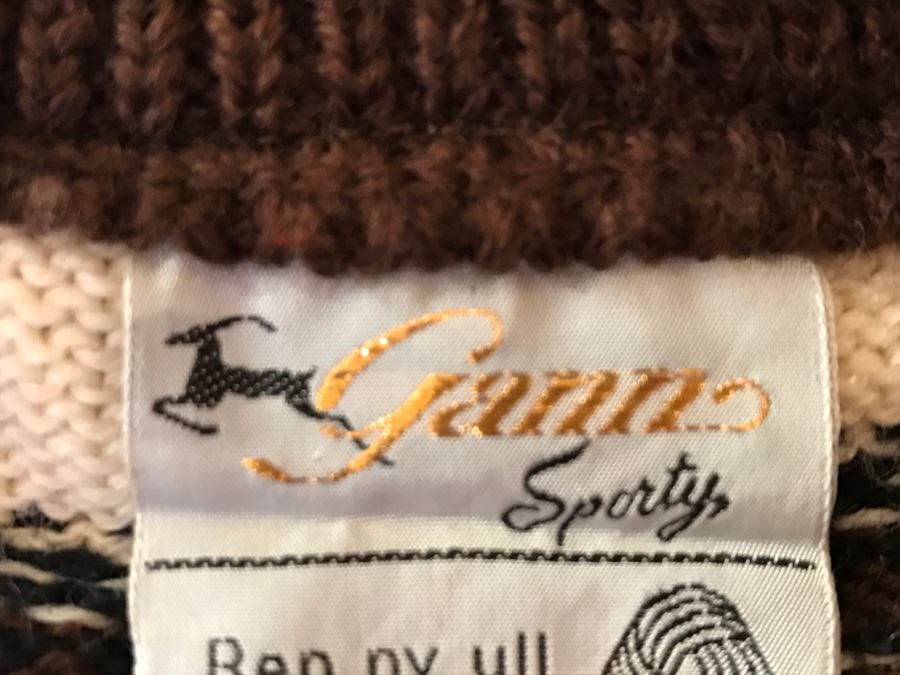 Gann
Sporty
Ren ny ull